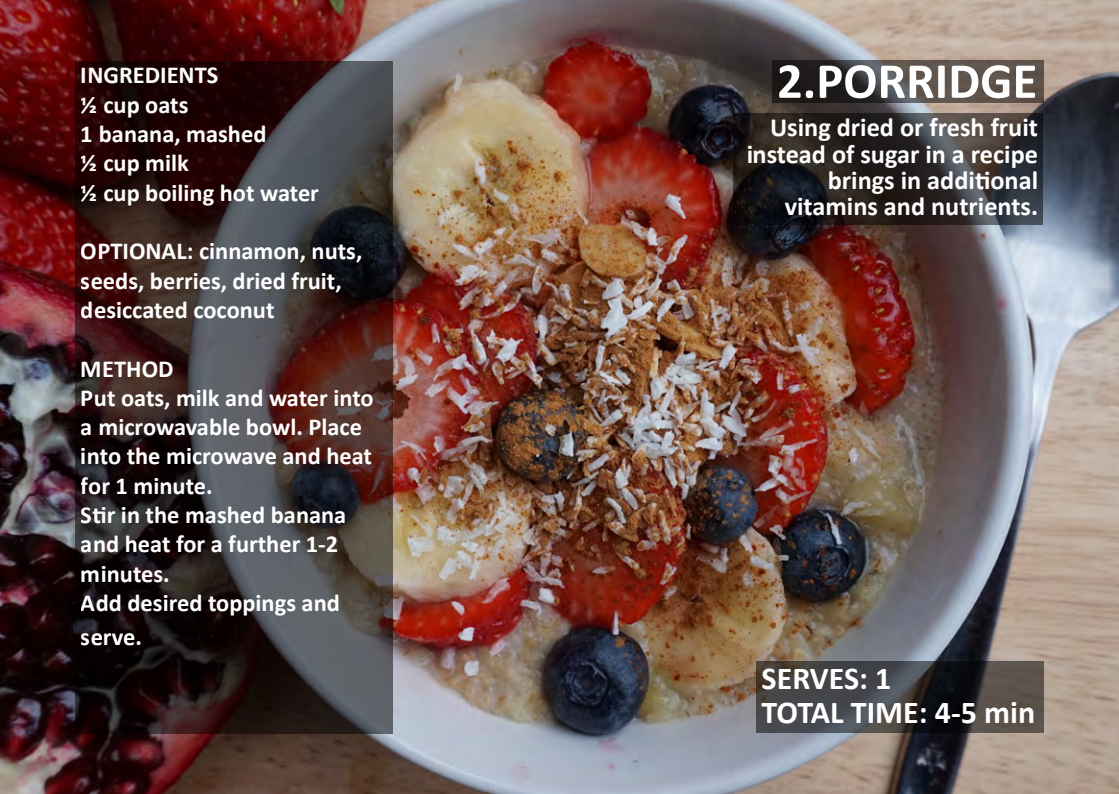 2.PORRIDGE
Using dried or fresh fruit
instead of sugar in a recipe
brings in additional
vitamins and nutrients.
INGREDIENTS
½ cup oats
1 banana, mashed
½ cup milk
½ cup boiling hot water
OPTIONAL: cinnamon, nuts,
seeds, berries, dried fruit,
desiccated coconut
METHOD
Put oats, milk and water into
a microwavable bowl. Place
into the microwave and heat
for 1 minute.
Stir in the mashed banana
and heat for a further 1-2
minutes.
Add desired toppings and
serve.
SERVES: 1
TOTAL TIME: 4-5 min